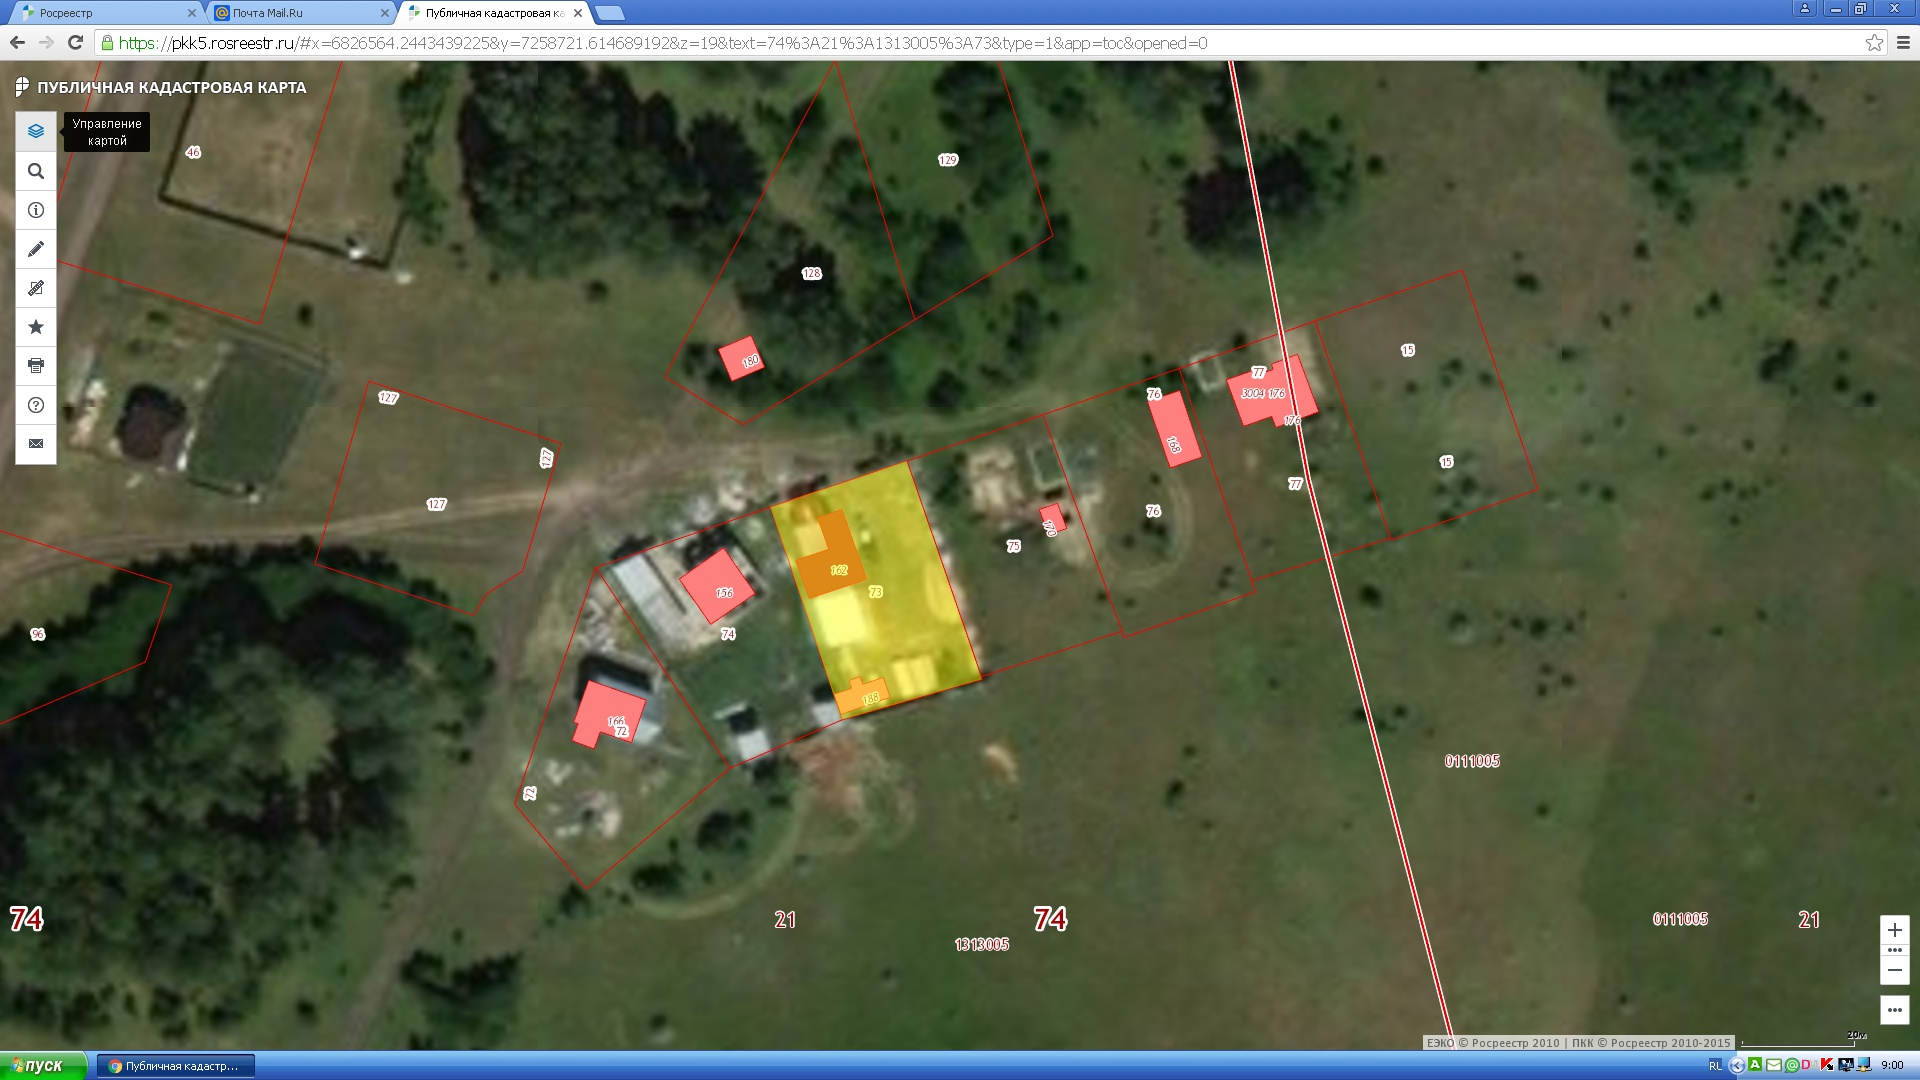 Росреестр
Почта Mail.Ru
Публичная кадастровая ка
https://pkk5.rosreestr.ru/#x=6826564.2443439225&y=7258721.614689192&z=19&text=74%3A21%3A1313005%3A73&type=1&app=toc&opened=0
ПУБЛИЧНАЯ КАДАСТРОВАЯ КАРТА
Управление
картой
46
129
128
180
15
77
3004 176
176
76
127
127
127
168
15
77
76
170
75
162
73
156
74
96
188
166
72
72
0111005
74
21
74
1313005
0111005
21
20м
ЕЭКО © Росреестр 2010 | ПКК © Росреестр 2010-2015
пуск
Публичная кадастр...
RL
9:00